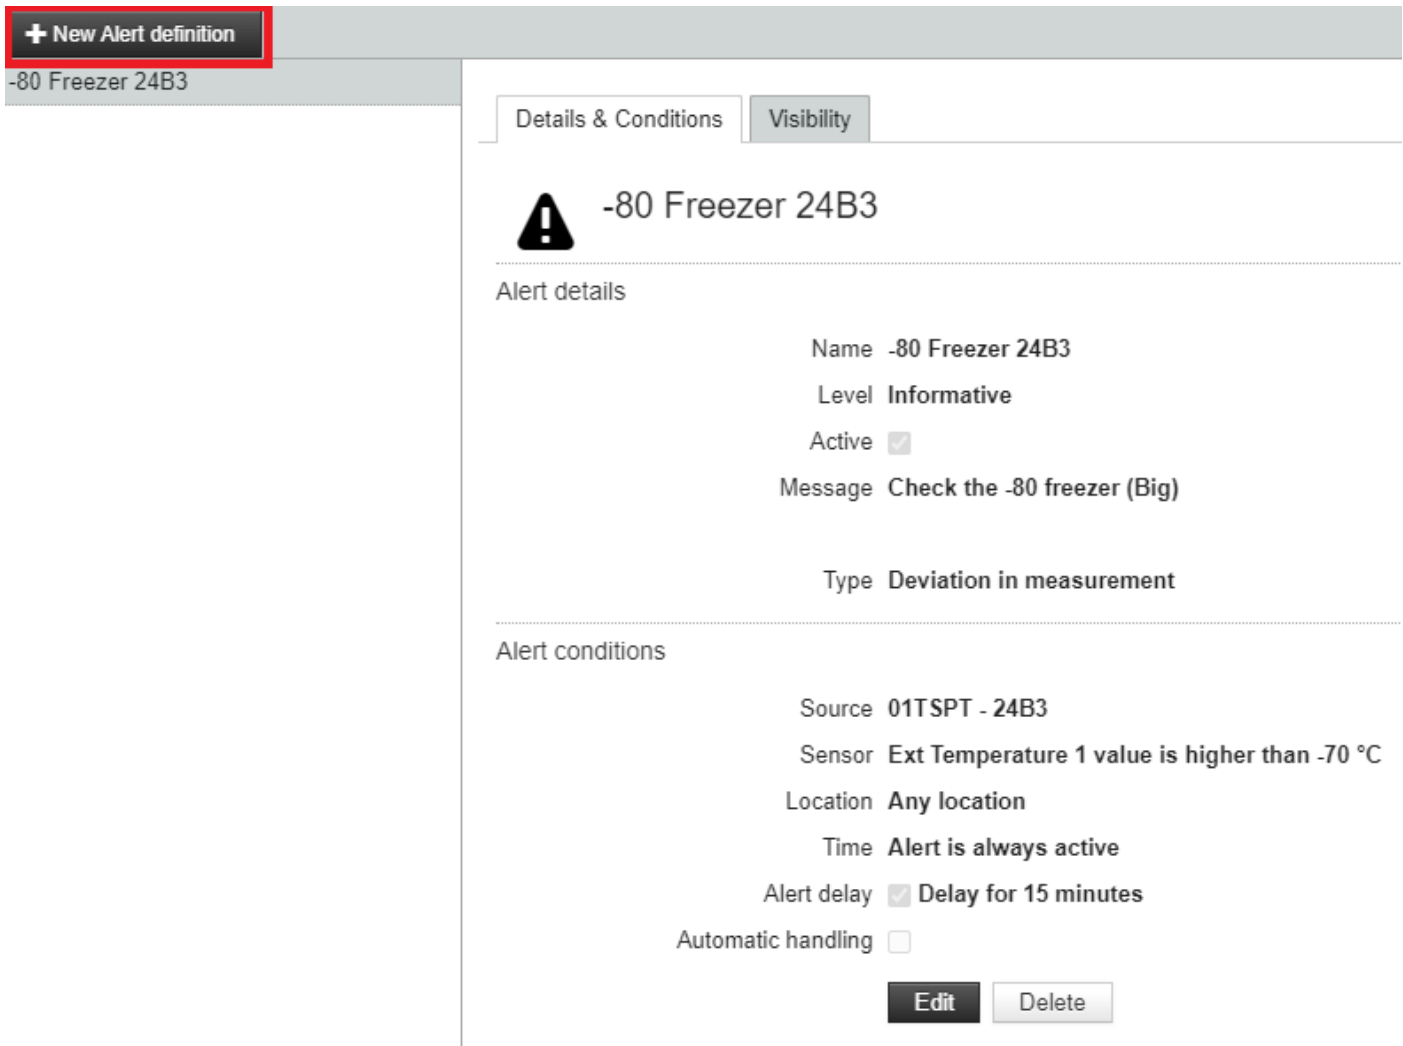 New Alert definition
-80 Freezer 24B3
Details & Conditions Visibility
-80 Freezer 24B3
Alert details
Name -80 Freezer 24B3
Level Informative
Active
Message Check the -80 freezer (Big)
Type Deviation in measurement
Alert conditions
Source 01TSPT - 24B3
Sensor Ext Temperature 1 value is higher than -70 °C
Location Any location
Time Alert is always active
Alert delay Delay for 15 minutes
Automatic handling
Edit Delete